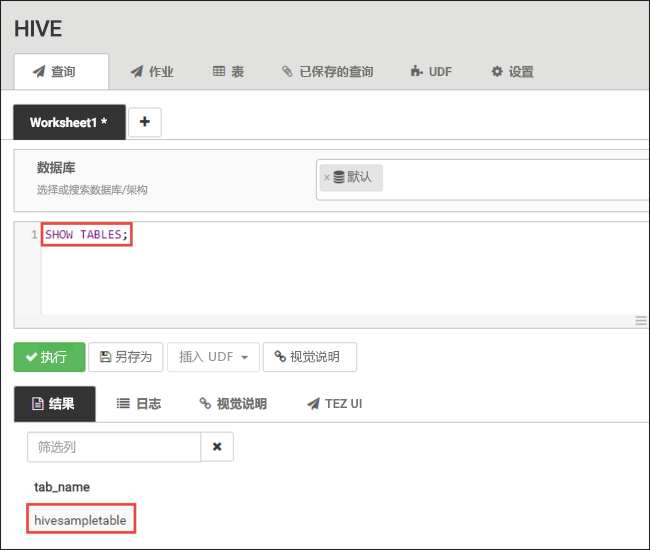 HIVE
查询 作业 表 已保存的查询 UDF 设置
Worksheet1 * +
数据库
选择或搜索数据库/架构
× 默认
1 SHOW TABLES;
执行 另存为 插入 UDF 视觉说明
结果 日志 视觉说明 TEZ UI
筛选列
tab_name
hivesampletable